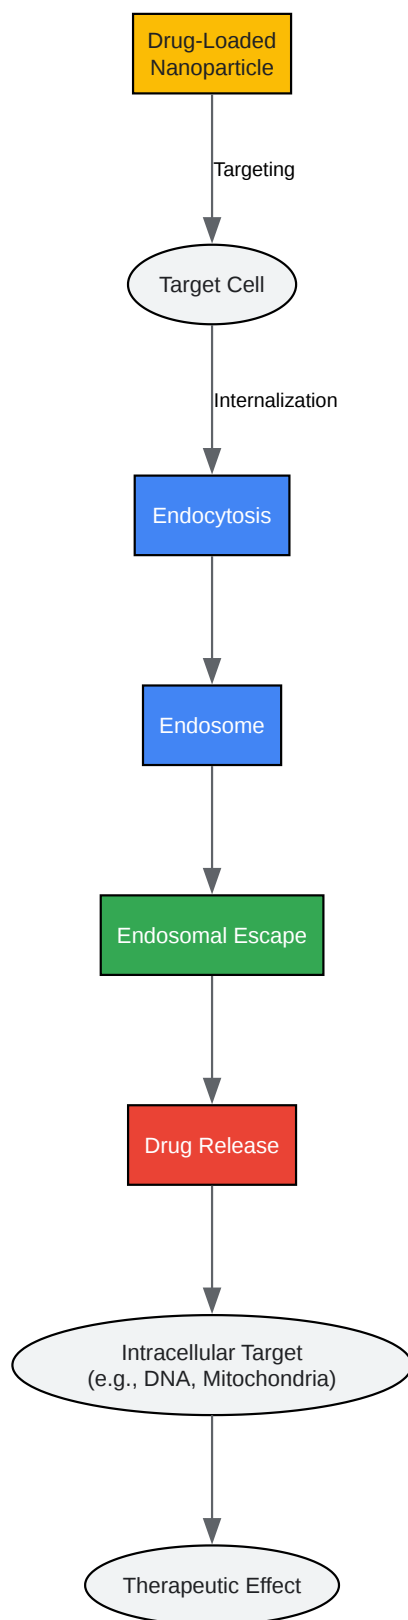 Drug-Loaded
Nanoparticle
Targeting
Target Cell
Internalization
Endocytosis
Endosome
Endosomal Escape
Drug Release
Intracellular Target
(e.g., DNA, Mitochondria)
Therapeutic Effect